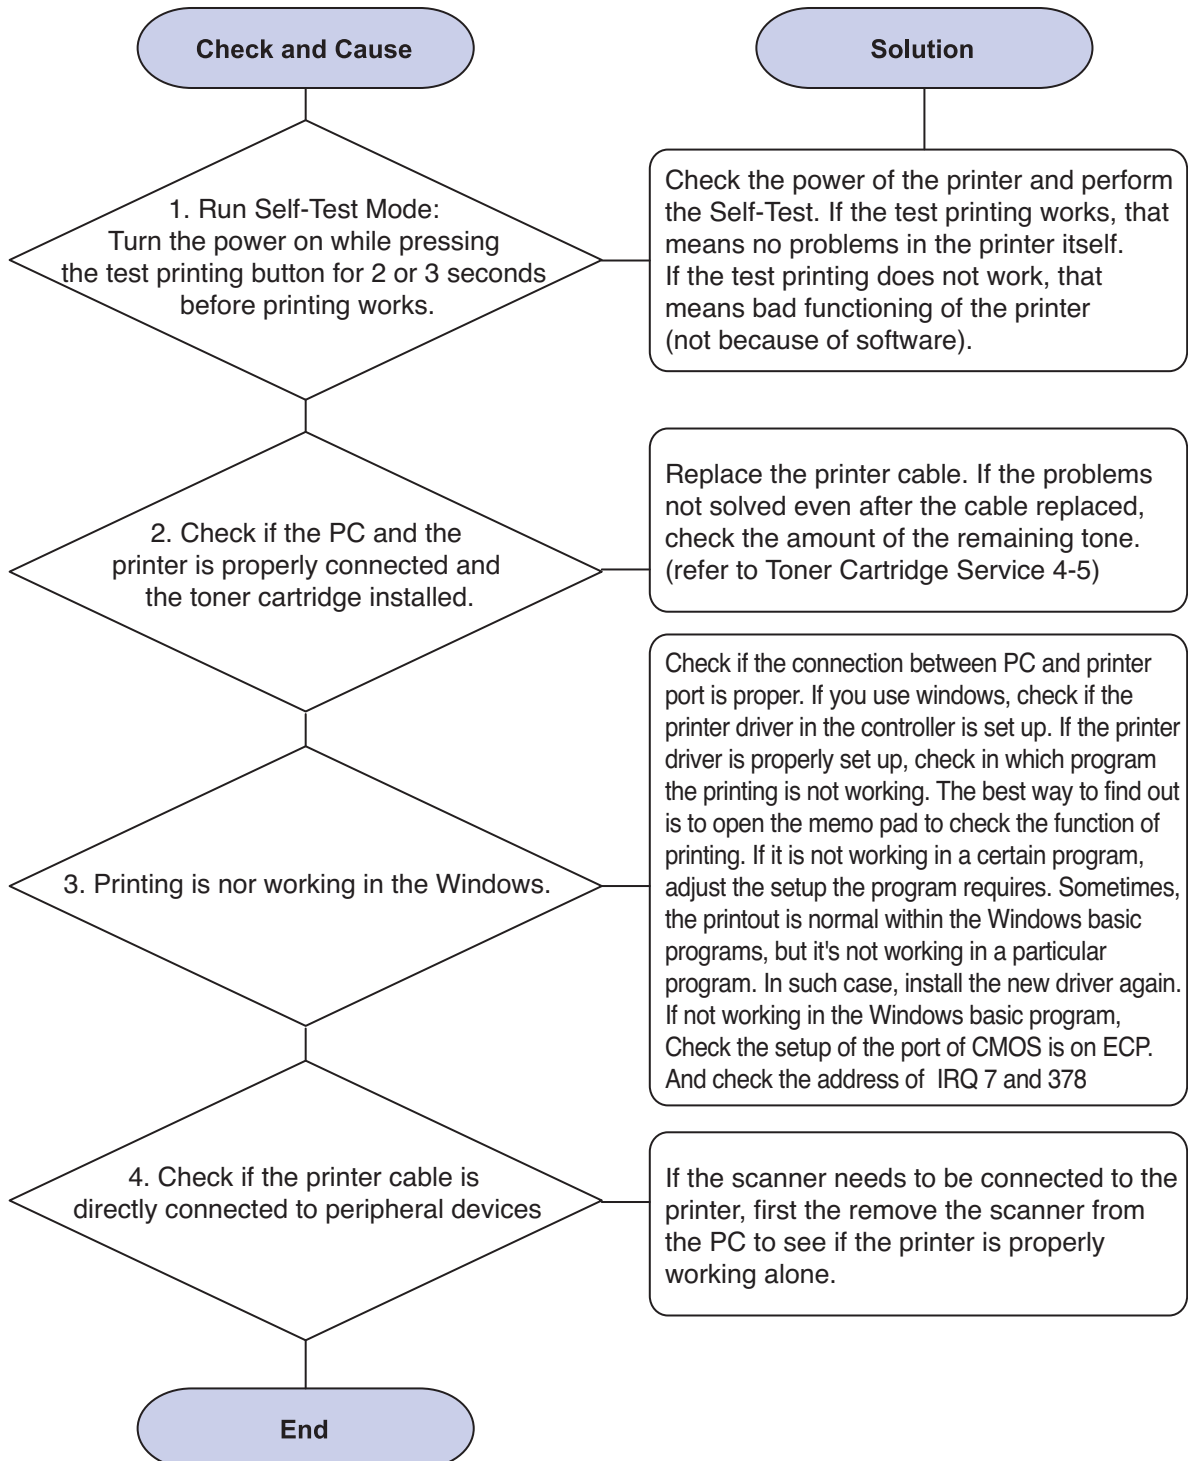 Check and Cause
Solution
1. Run Self-Test Mode:
Turn the power on while pressing
the test printing button for 2 or 3 seconds
before printing works.
Check the power of the printer and perform
the Self-Test. If the test printing works, that
means no problems in the printer itself.
If the test printing does not work, that
means bad functioning of the printer
(not because of software).
2. Check if the PC and the
printer is properly connected and
the toner cartridge installed.
Replace the printer cable. If the problems
not solved even after the cable replaced,
check the amount of the remaining tone.
(refer to Toner Cartridge Service 4-5)
3. Printing is nor working in the Windows.
Check if the connection between PC and printer
port is proper. If you use windows, check if the
printer driver in the controller is set up. If the printer
driver is properly set up, check in which program
the printing is not working. The best way to find out
is to open the memo pad to check the function of
printing. If it is not working in a certain program,
adjust the setup the program requires. Sometimes,
the printout is normal within the Windows basic
programs, but it's not working in a particular
program. In such case, install the new driver again.
If not working in the Windows basic program,
Check the setup of the port of CMOS is on ECP.
And check the address of IRQ 7 and 378
4. Check if the printer cable is
directly connected to peripheral devices
If the scanner needs to be connected to the
printer, first the remove the scanner from
the PC to see if the printer is properly
working alone.
End